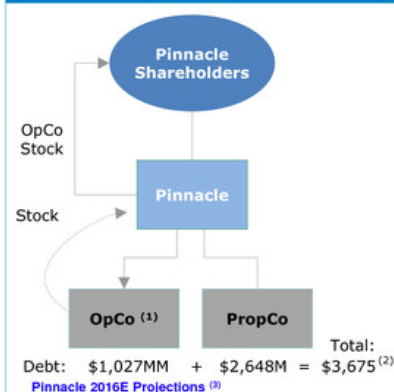 Pinnacle
Shareholders
OpCo
Stock
Pinnacle
Stock
OpCo (1)
PropCo
Total:
Debt: $1,027MM + $2,648M = $3,675 (2)
Pinnacle 2016E Projections (3)